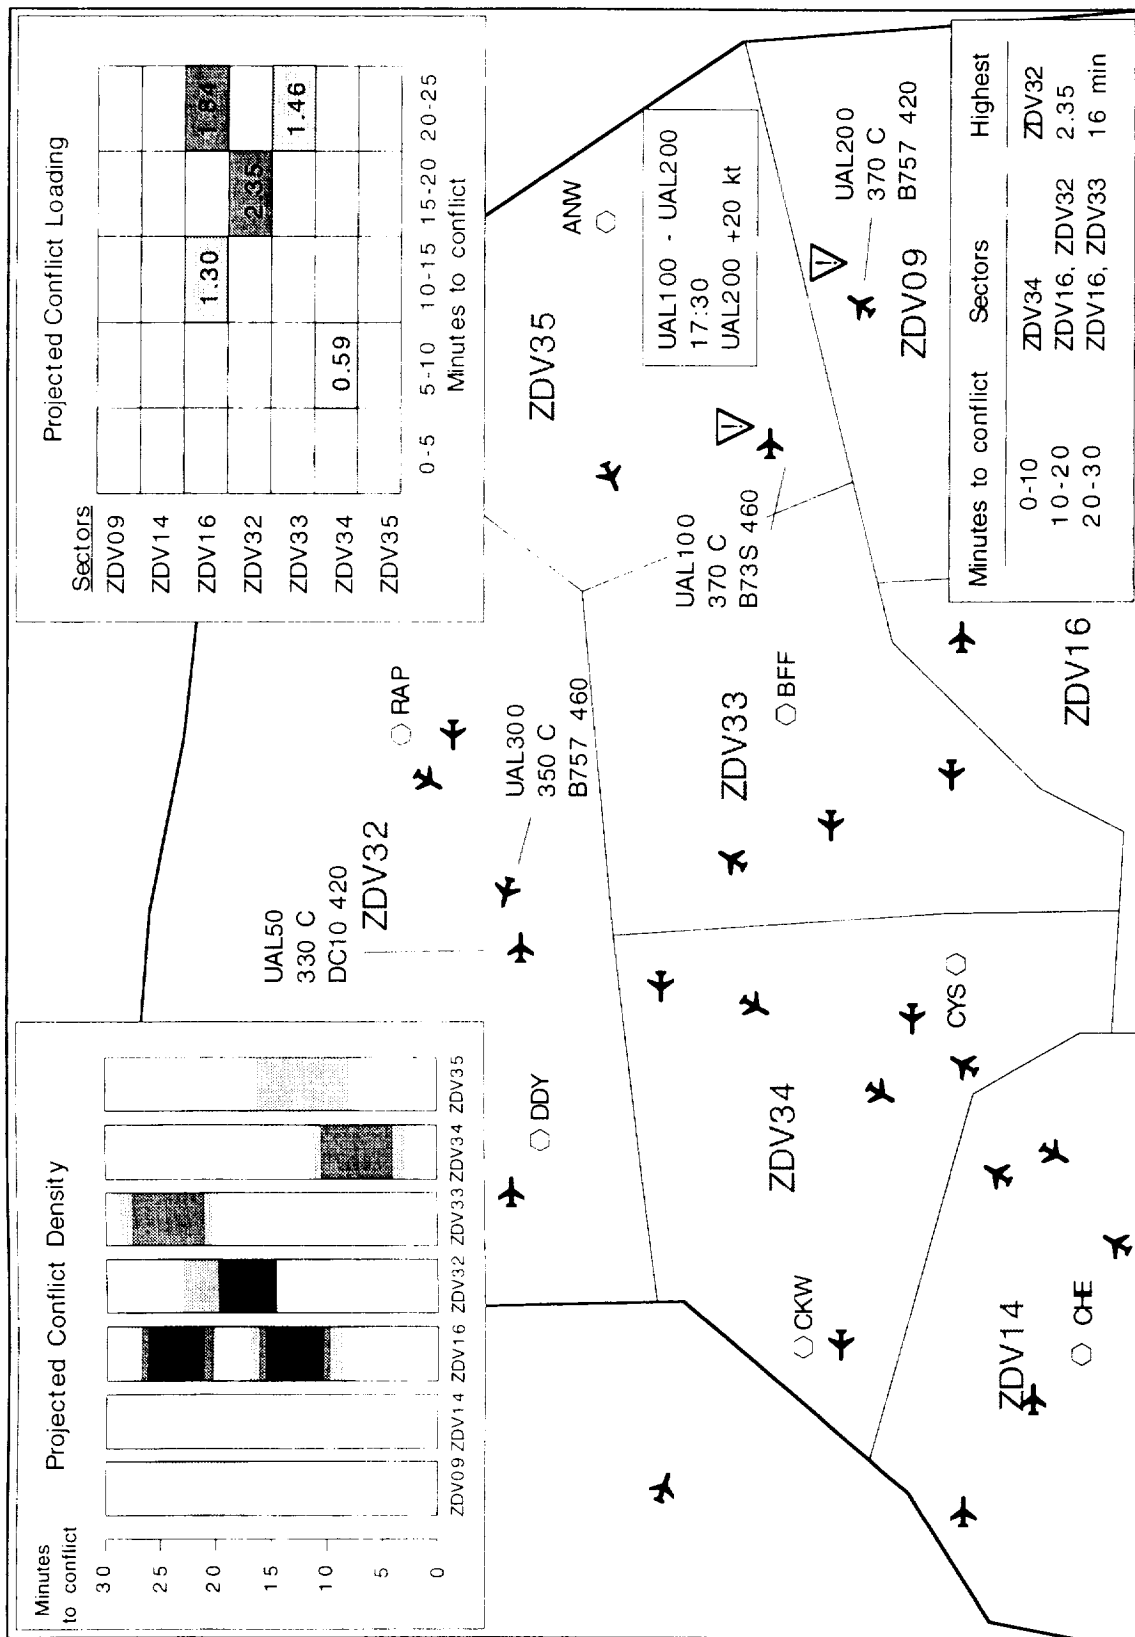 Projected Conflict Density
Minutes
to conflict
30
25
20
15
10
5
0
ZDV09
ZDV14
ZDV16
ZDV32
ZDV33
ZDV34
ZDV35
Projected Conflict Loading
Sectors
ZDV09
ZDV14
ZDV16
ZDV32
ZDV33
ZDV34
ZDV35
1.30
1.84
2.35
1.46
0.59
0-5
5-10
10-15
15-20
20-25
Minutes to conflict
UAL50
330 C
DC10 420
ZDV32
RAP
UAL300
350 C
B757 460
DDY
ANW
ZDV35
UAL100 - UAL200
17:30
UAL200 +20 kt
UAL100
370 C
B73S 460
ZDV33
BFF
ZDV34
CKW
CYS
UAL200
370 C
B757 420
ZDV09
ZDV14
CHE
ZDV16
Minutes to conflict Sectors Highest
0-10 ZDV34 ZDV32
10-20 ZDV16, ZDV32 2.35
20-30 ZDV16, ZDV33 16 min